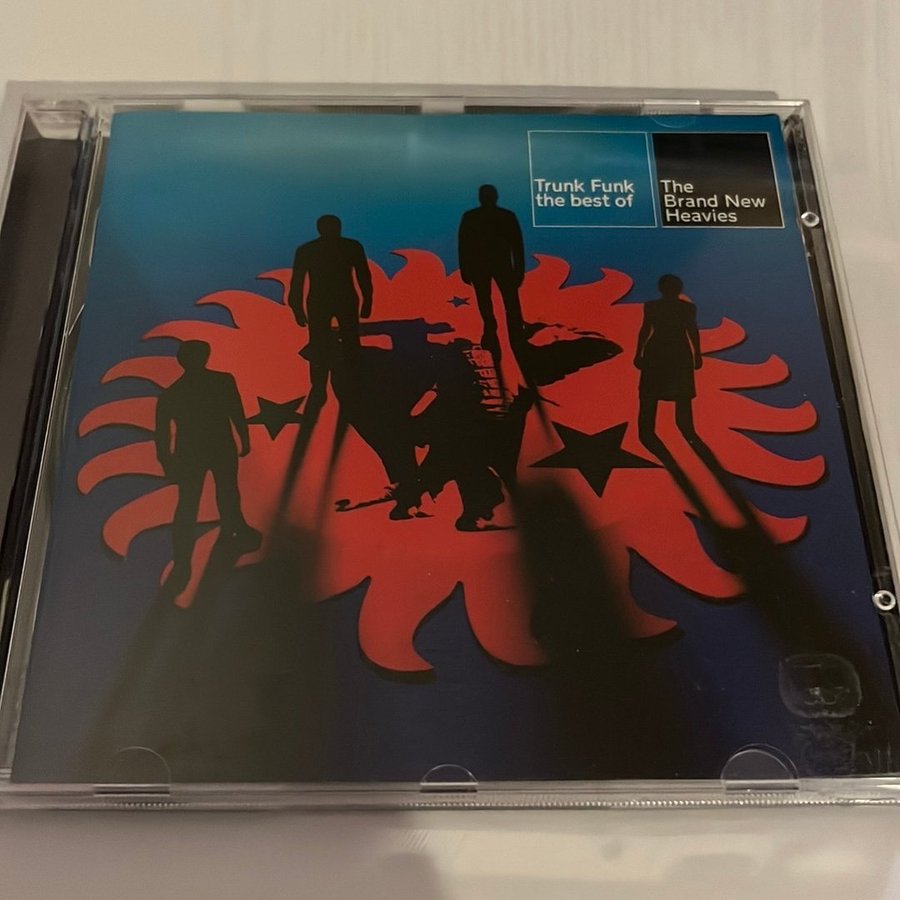 Trunk Funk
the best of
The
Brand New
Heavies